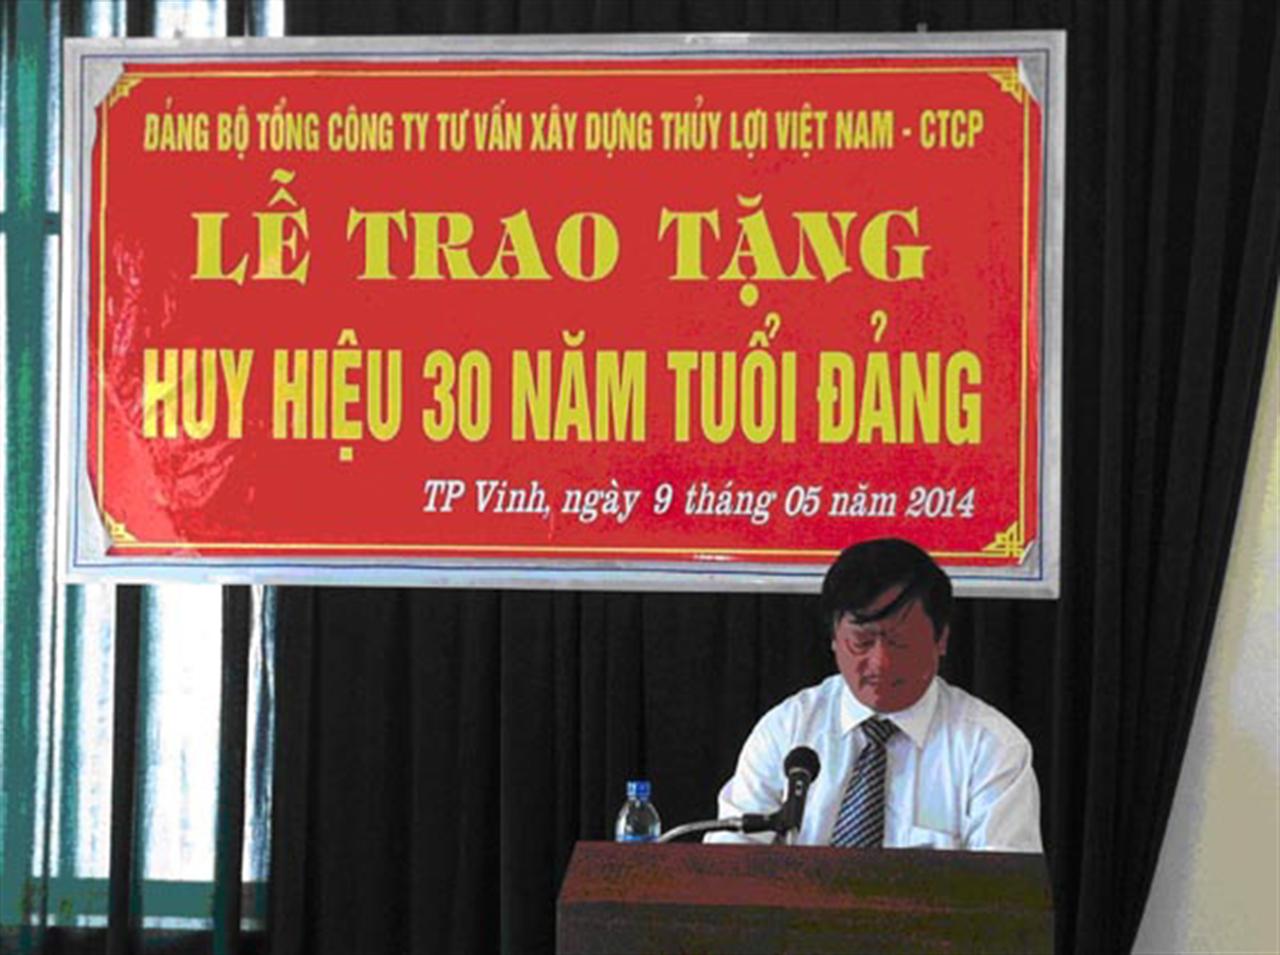 ĐẢNG BỘ TỔNG CÔNG TY TƯ VẤN XÂY DỰNG THỦY LỢI VIỆT NAM - CTCP
LỄ TRAO TẶNG
HUY HIỆU 30 NĂM TUỔI ĐẢNG
TP Vinh, ngày 9 tháng 05 năm 2014